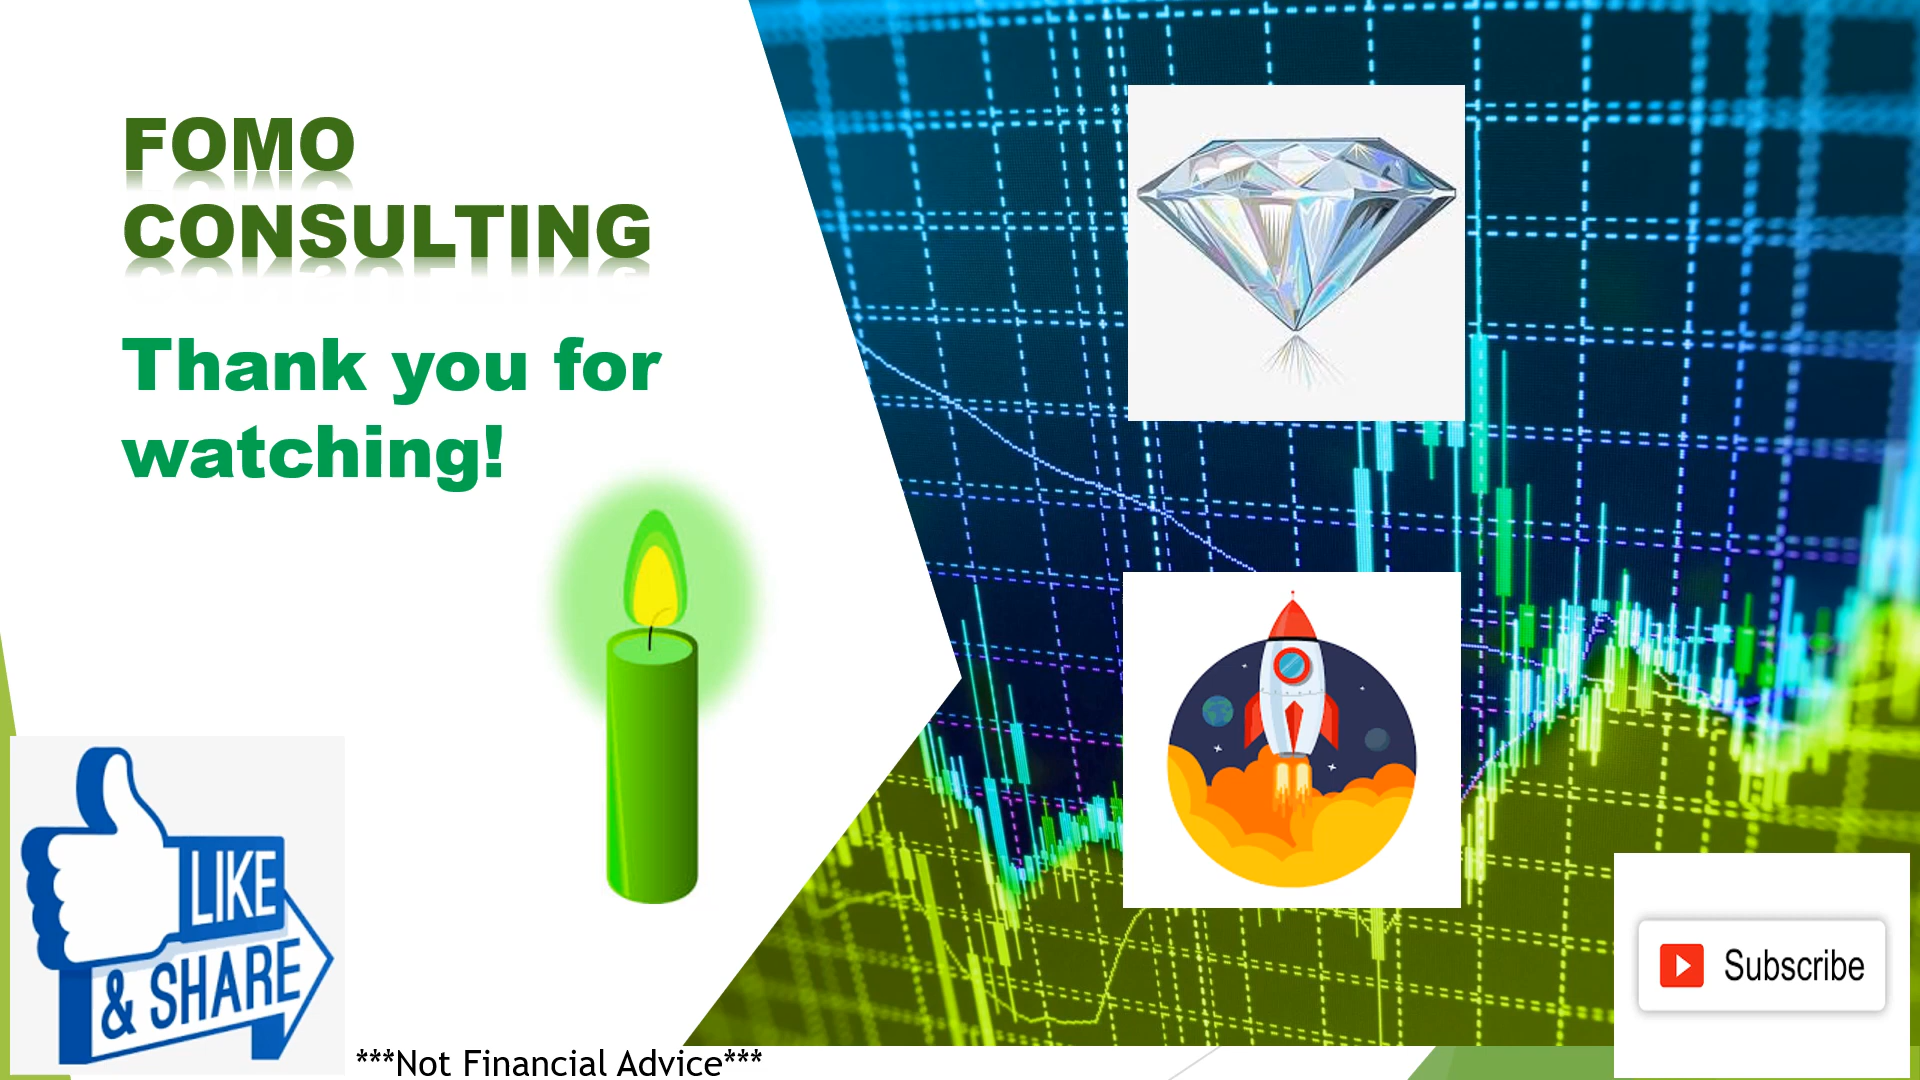 FOMO
CONSULTING
Thank you for
watching!
LIKE
& SHARE
***Not Financial Advice***
Subscribe